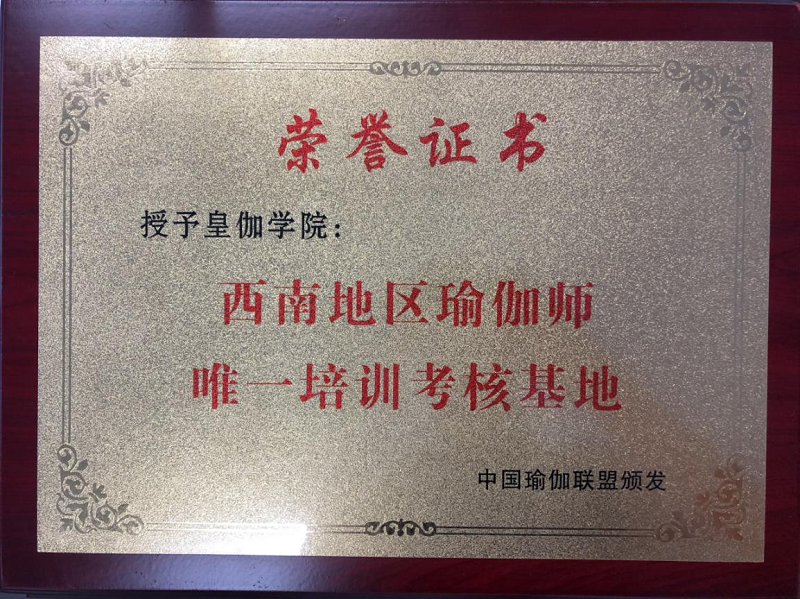 荣誉证书
授予皇伽学院：
西南地区瑜伽师
唯一培训考核基地
中国瑜伽联盟颁发